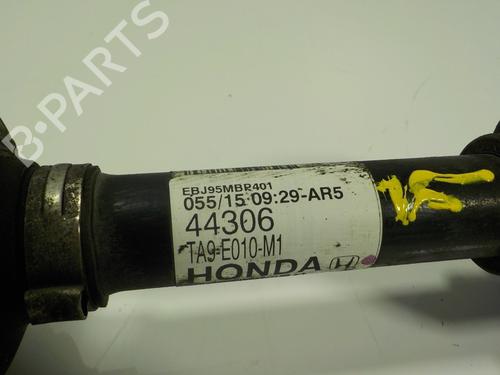 B-PARTS
EBJ95MBR401
055/15 09:29-AR5
44306
TA9-E010-M1
HONDA